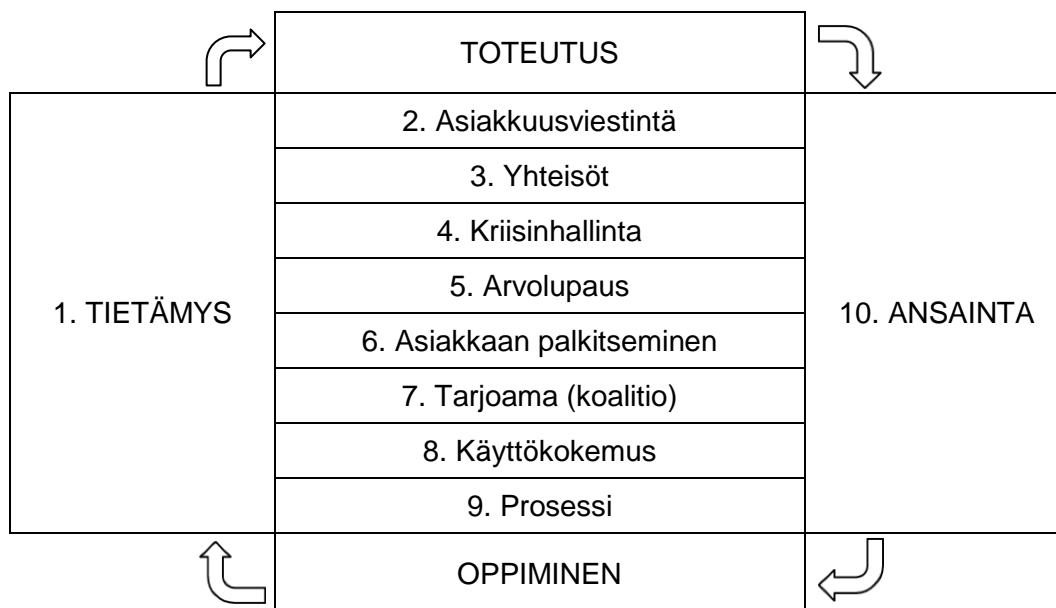 TOTEUTUS
2. Asiakkuusviestintä
3. Yhteisöt
4. Kriisinhallinta
5. Arvolupaus
1. TIETÄMYS
10. ANSAINTA
6. Asiakkaan palkitseminen
7. Tarjoama (koalitio)
8. Käyttökokemus
9. Prosessi
OPPIMINEN